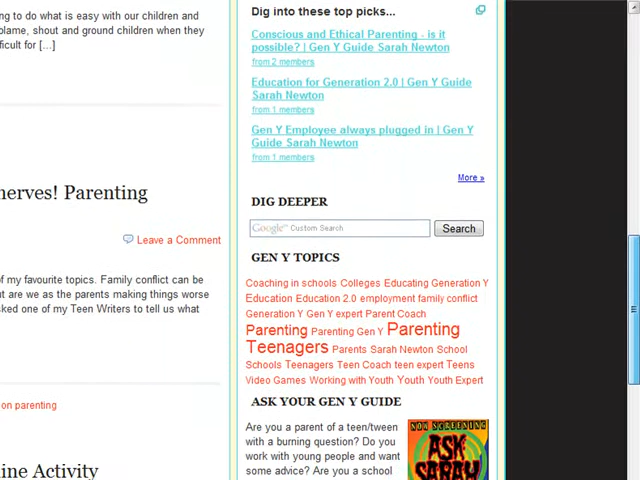 ing to do what is easy with our children and
blame, shout and ground children when they
ficult for [...]
nerves! Parenting
Leave a Comment
of my favourite topics. Family conflict can be
at are we as the parents making things worse
sked one of my Teen Writers to tell us what
on parenting
ine Activity
Dig into these top picks...
Conscious and Ethical Parenting - is it
possible? | Gen Y Guide Sarah Newton
from 2 members
Education for Generation 2.0 | Gen Y Guide
Sarah Newton
from 1 members
Gen Y Employee always plugged in | Gen Y
Guide Sarah Newton
from 1 members
More »
DIG DEEPER
Google™ Custom Search
Search
GEN Y TOPICS
Coaching in schools Colleges Educating Generation Y
Education Education 2.0 employment family conflict
Generation Y Gen Y expert Parent Coach
Parenting Parenting Gen Y Parenting
Teenagers Parents Sarah Newton School
Schools Teenagers Teen Coach teen expert Teens
Video Games Working with Youth Youth Youth Expert
ASK YOUR GEN Y GUIDE
Are you a parent of a teen/tween
with a burning question? Do you
work with young people and want
some advice? Are you a school
NOW SCREENING
ASK
SARAH